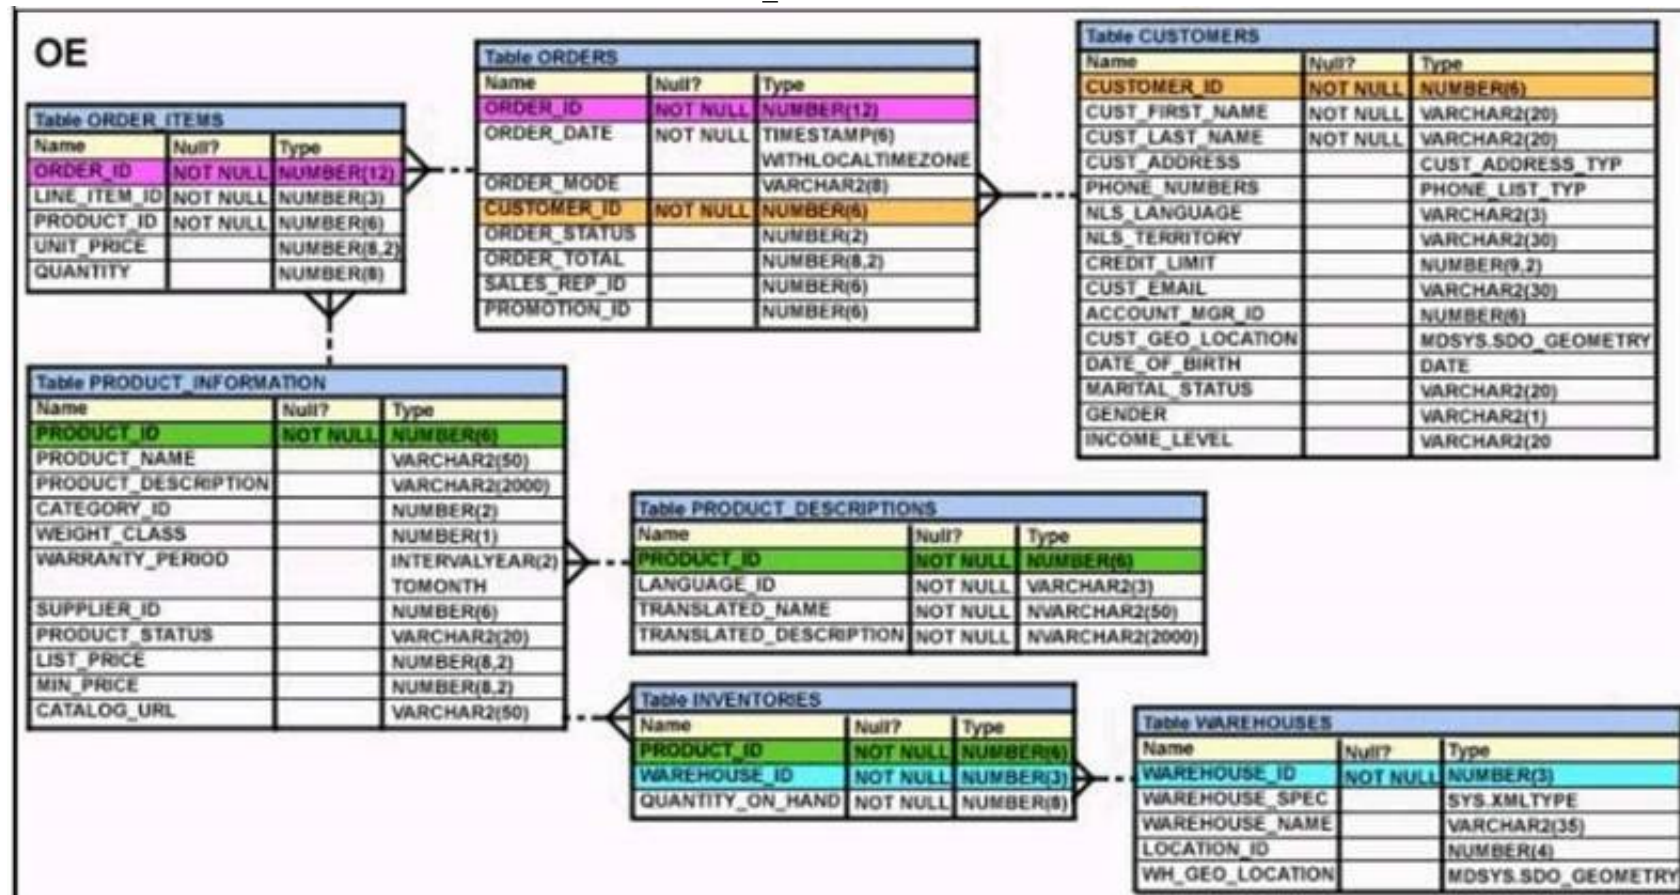 OE
Table ORDER_ITEMS
Name Null? Type
ORDER_ID NOT NULL NUMBER(12)
LINE_ITEM_ID NOT NULL NUMBER(3)
PRODUCT_ID NOT NULL NUMBER(6)
UNIT_PRICE NUMBER(8,2)
QUANTITY NUMBER(8)
Table ORDERS
Name Null? Type
ORDER_ID NOT NULL NUMBER(12)
ORDER_DATE NOT NULL TIMESTAMP(6)
WITHLOCALTIMEZONE
ORDER_MODE VARCHAR2(8)
CUSTOMER_ID NOT NULL NUMBER(6)
ORDER_STATUS NUMBER(2)
ORDER_TOTAL NUMBER(8,2)
SALES_REP_ID NUMBER(6)
PROMOTION_ID NUMBER(6)
Table CUSTOMERS
Name Null? Type
CUSTOMER_ID NOT NULL NUMBER(6)
CUST_FIRST_NAME NOT NULL VARCHAR2(20)
CUST_LAST_NAME NOT NULL VARCHAR2(20)
CUST_ADDRESS CUST_ADDRESS_TYP
PHONE_NUMBERS PHONE_LIST_TYP
NLS_LANGUAGE VARCHAR2(3)
NLS_TERRITORY VARCHAR2(30)
CREDIT_LIMIT NUMBER(9,2)
CUST_EMAIL VARCHAR2(30)
ACCOUNT_MGR_ID NUMBER(6)
CUST_GEO_LOCATION MDSYS.SDO_GEOMETRY
DATE_OF_BIRTH DATE
MARITAL_STATUS VARCHAR2(20)
GENDER VARCHAR2(1)
INCOME_LEVEL VARCHAR2(20
Table PRODUCT_INFORMATION
Name Null? Type
PRODUCT_ID NOT NULL NUMBER(6)
PRODUCT_NAME VARCHAR2(50)
PRODUCT_DESCRIPTION VARCHAR2(2000)
CATEGORY_ID NUMBER(2)
WEIGHT_CLASS NUMBER(1)
WARRANTY_PERIOD INTERVALYEAR(2)
TOMONTH
SUPPLIER_ID NUMBER(6)
PRODUCT_STATUS VARCHAR2(20)
LIST_PRICE NUMBER(8,2)
MIN_PRICE NUMBER(8,2)
CATALOG_URL VARCHAR2(50)
Table PRODUCT_DESCRIPTIONS
Name Null? Type
PRODUCT_ID NOT NULL NUMBER(6)
LANGUAGE_ID NOT NULL VARCHAR2(3)
TRANSLATED_NAME NOT NULL NVARCHAR2(50)
TRANSLATED_DESCRIPTION NOT NULL NVARCHAR2(2000)
Table INVENTORIES
Name Null? Type
PRODUCT_ID NOT NULL NUMBER(6)
WAREHOUSE_ID NOT NULL NUMBER(3)
QUANTITY_ON_HAND NOT NULL NUMBER(8)
Table WAREHOUSES
Name Null? Type
WAREHOUSE_ID NOT NULL NUMBER(3)
WAREHOUSE_SPEC SYS.XMLTYPE
WAREHOUSE_NAME VARCHAR2(35)
LOCATION_ID NUMBER(4)
WH_GEO_LOCATION MDSYS.SDO_GEOMETRY